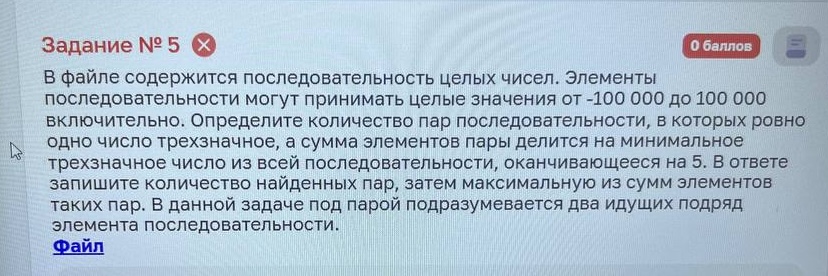 Задание № 5
0 баллов
В файле содержится последовательность целых чисел. Элементы
последовательности могут принимать целые значения от -100 000 до 100 000
включительно. Определите количество пар последовательности, в которых ровно
одно число трехзначное, а сумма элементов пары делится на минимальное
трехзначное число из всей последовательности, оканчивающееся на 5. В ответе
запишите количество найденных пар, затем максимальную из сумм элементов
таких пар. В данной задаче под парой подразумевается два идущих подряд
элемента последовательности.
Файл